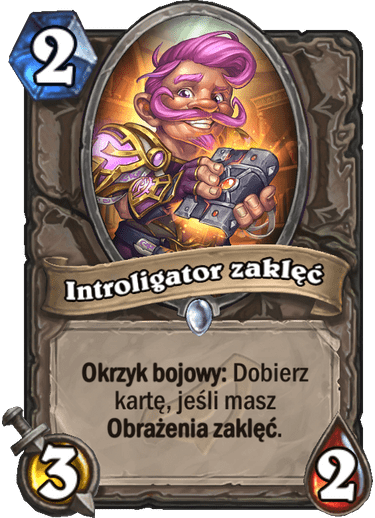 2
Introligator zaklęć
Okrzyk bojowy: Dobierz
kartę, jeśli masz
Obrażenia zaklęć.
3
2